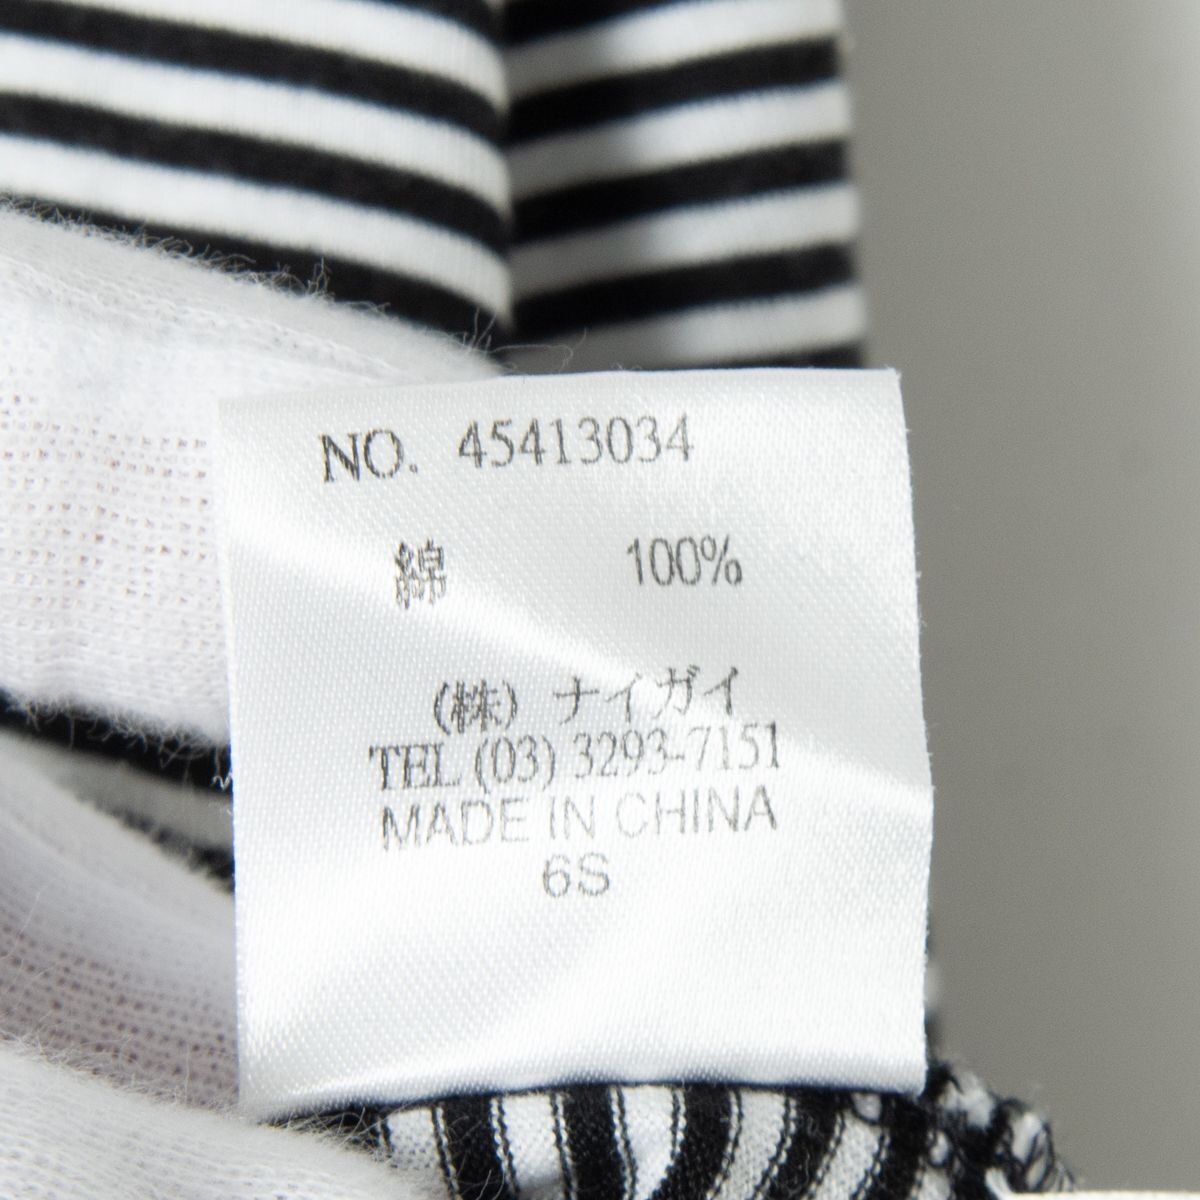 NO. 45413034
綿 100%
(株) ナイガイ
TEL (03) 3293-7151
MADE IN CHINA
6S